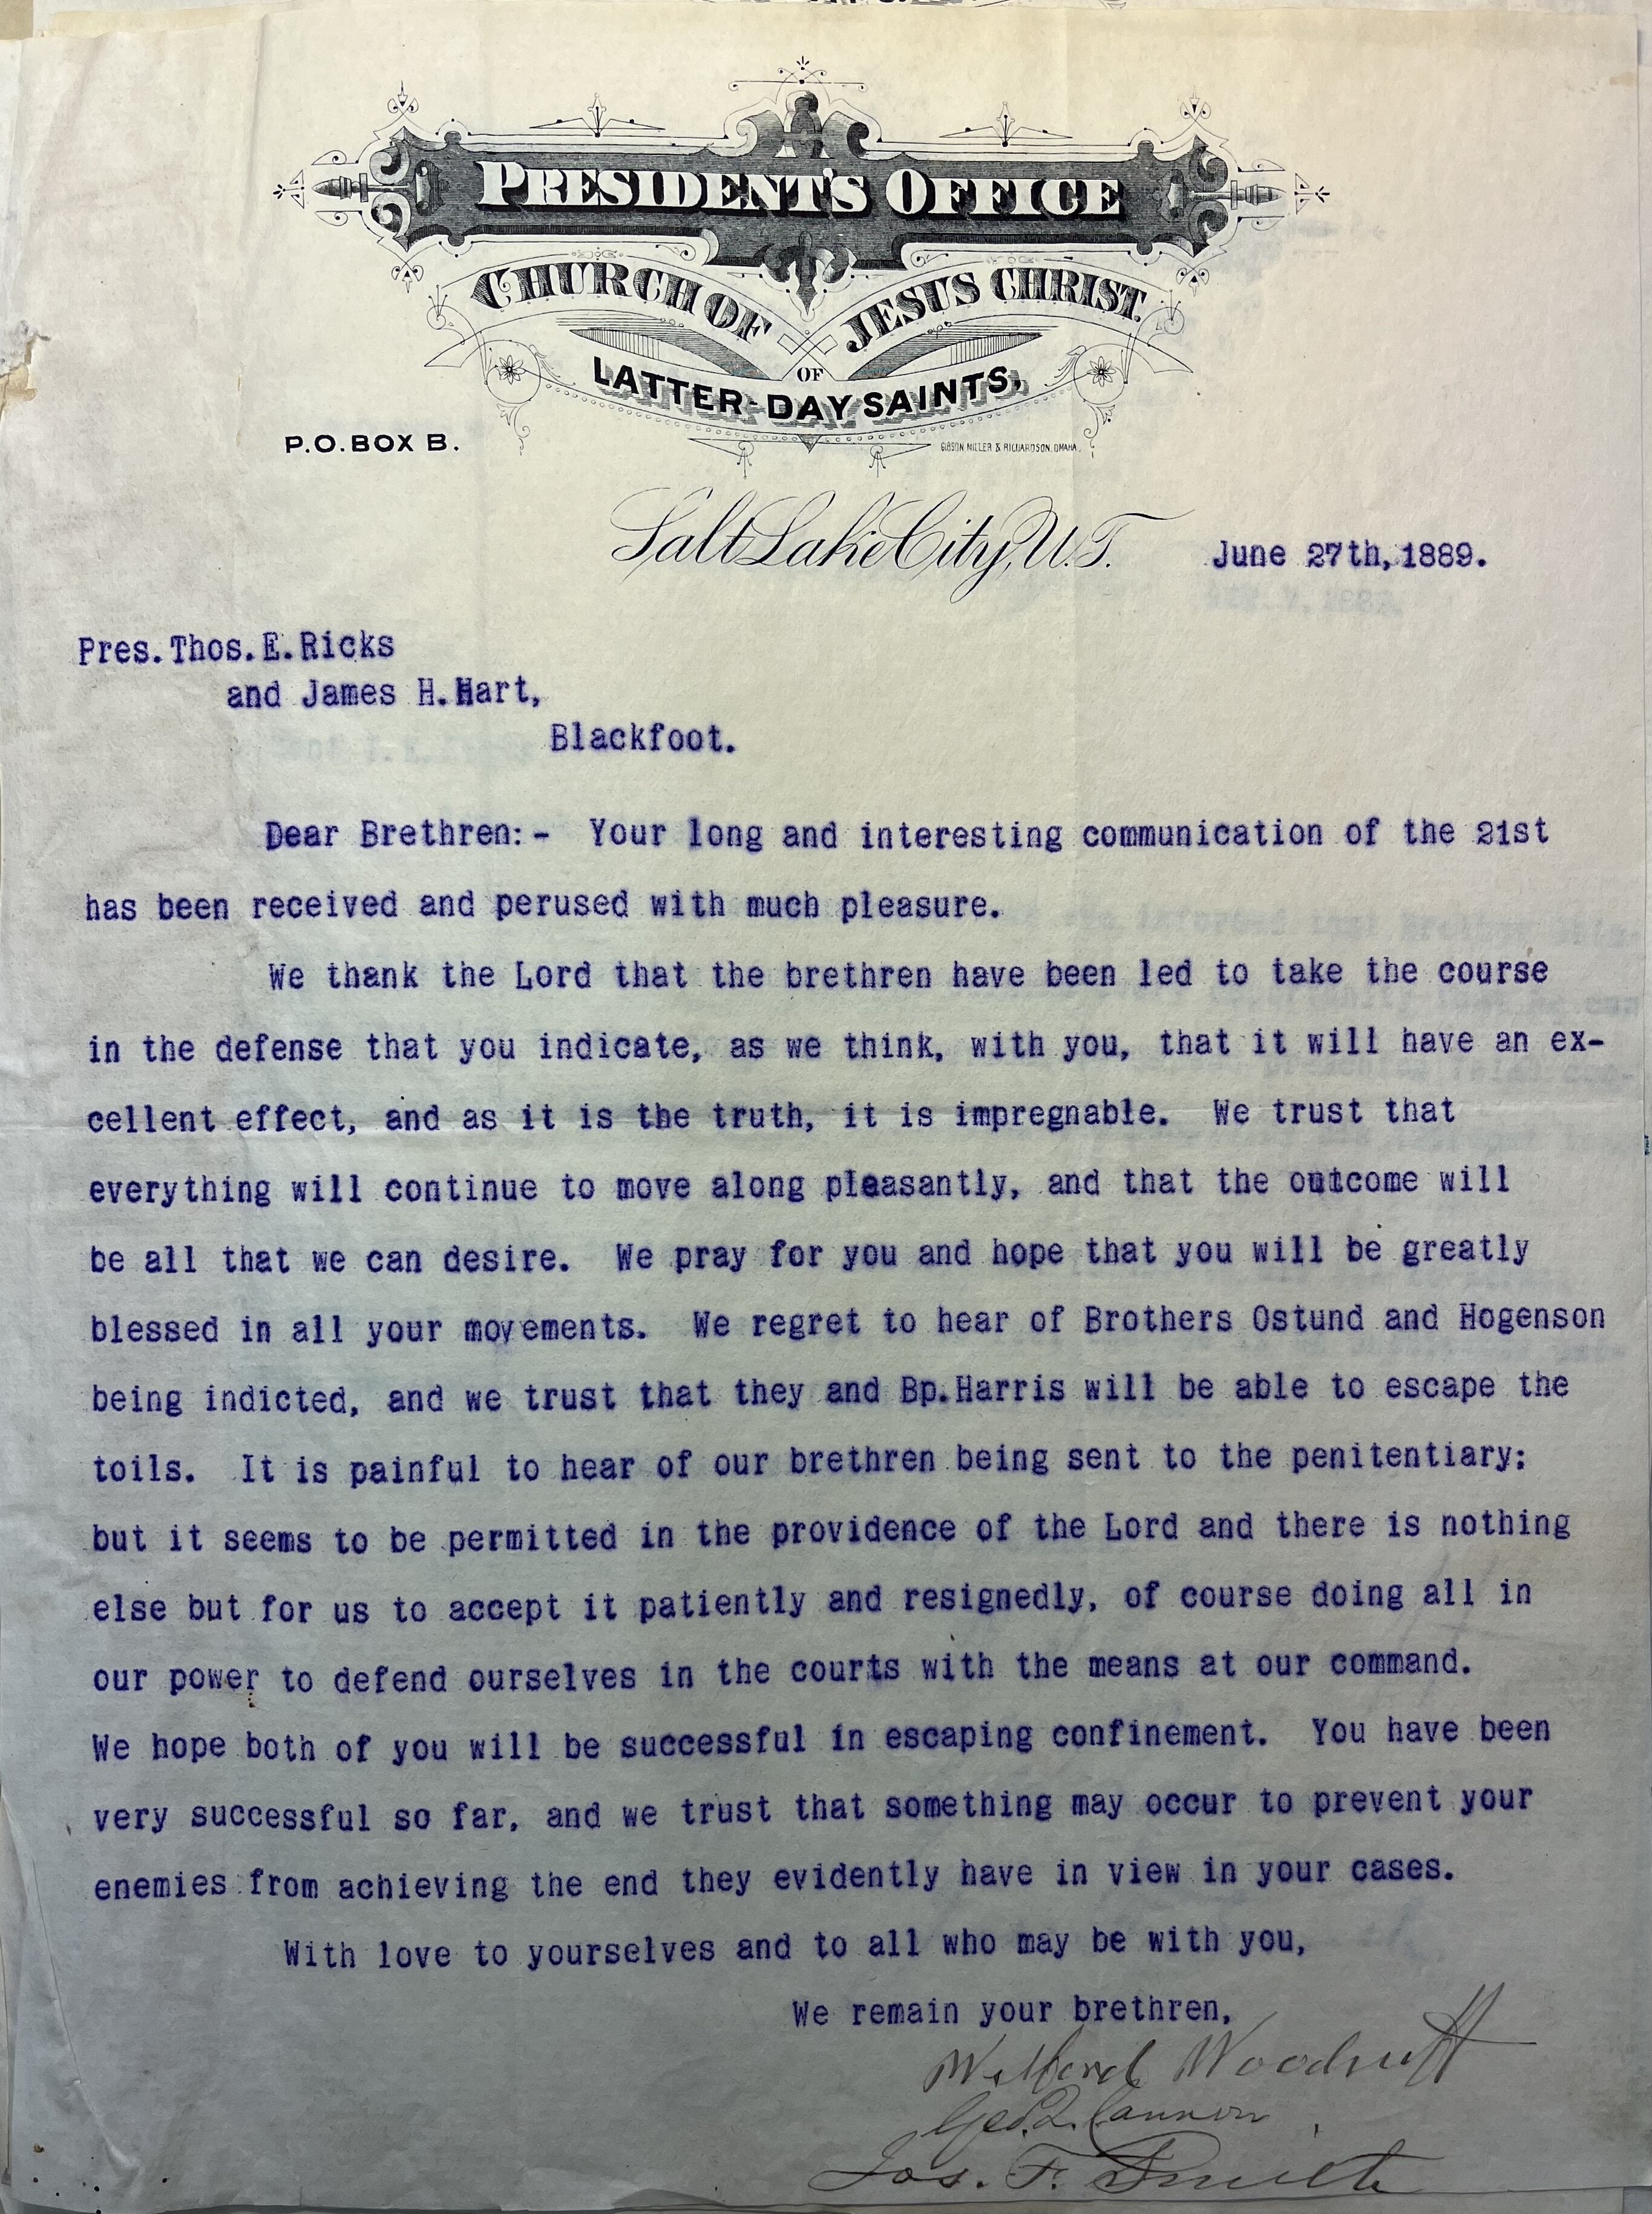 PRESIDENT'S OFFICE
CHURCH OF JESUS CHRIST
OF
LATTER-DAY SAINTS,
P.O. BOX B.
GIBSON MILLER & RICHARDSON, OMAHA.
Salt Lake City, U.T. June 27th, 1889.
Pres. Thos. E. Ricks
and James H. Hart,
Blackfoot.
Dear Brethren:- Your long and interesting communication of the 21st
has been received and perused with much pleasure.
We thank the Lord that the brethren have been led to take the course
in the defense that you indicate, as we think, with you, that it will have an ex-
cellent effect, and as it is the truth, it is impregnable. We trust that
everything will continue to move along pleasantly, and that the outcome will
be all that we can desire. We pray for you and hope that you will be greatly
blessed in all your movements. We regret to hear of Brothers Ostund and Hogenson
being indicted, and we trust that they and Bp. Harris will be able to escape the
toils. It is painful to hear of our brethren being sent to the penitentiary;
but it seems to be permitted in the providence of the Lord and there is nothing
else but for us to accept it patiently and resignedly, of course doing all in
our power to defend ourselves in the courts with the means at our command.
We hope both of you will be successful in escaping confinement. You have been
very successful so far, and we trust that something may occur to prevent your
enemies from achieving the end they evidently have in view in your cases.
With love to yourselves and to all who may be with you,
We remain your brethren,
Wilford Woodruff
Geo. Q. Cannon
Jos. F. Smith